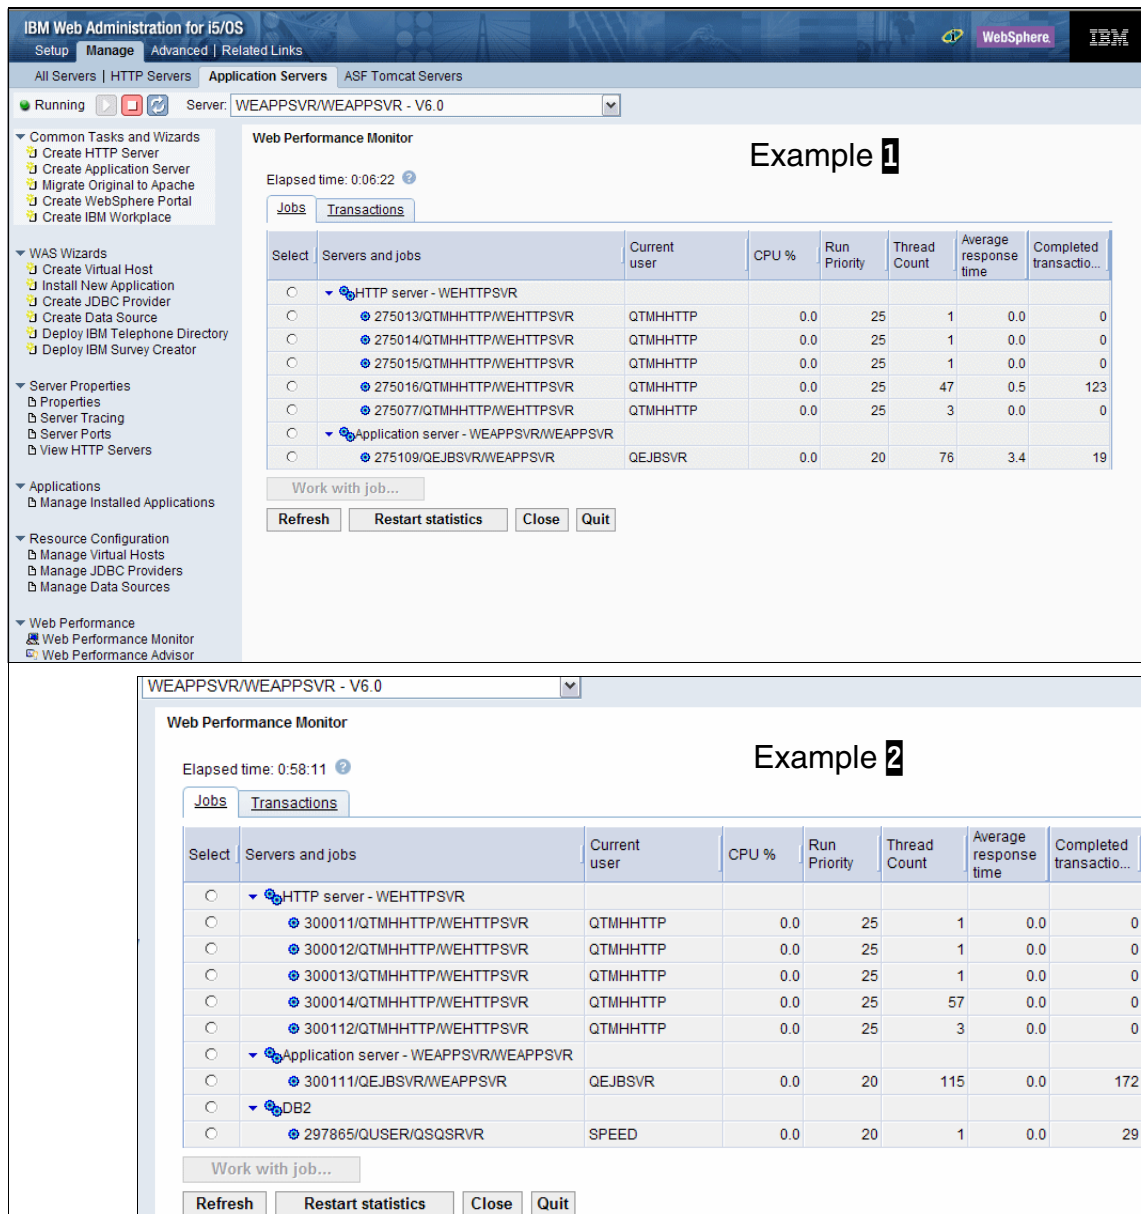 IBM Web Administration for i5/OS
Setup Manage Advanced | Related Links
WebSphere. IBM
All Servers | HTTP Servers Application Servers ASF Tomcat Servers
Running Server: WEAPPSVR/WEAPPSVR - V6.0
Common Tasks and Wizards
Create HTTP Server
Create Application Server
Migrate Original to Apache
Create WebSphere Portal
Create IBM Workplace
WAS Wizards
Create Virtual Host
Install New Application
Create JDBC Provider
Create Data Source
Deploy IBM Telephone Directory
Deploy IBM Survey Creator
Server Properties
Properties
Server Tracing
Server Ports
View HTTP Servers
Applications
Manage Installed Applications
Resource Configuration
Manage Virtual Hosts
Manage JDBC Providers
Manage Data Sources
Web Performance
Web Performance Monitor
Web Performance Advisor
Web Performance Monitor
Example 1
Elapsed time: 0:06:22 ?
Jobs Transactions
Select Servers and jobs Current user CPU % Run Priority Thread Count Average response time Completed transactio...
HTTP server - WEHTTPSVR
275013/QTMHHTTP/WEHTTPSVR QTMHHTTP 0.0 25 1 0.0 0
275014/QTMHHTTP/WEHTTPSVR QTMHHTTP 0.0 25 1 0.0 0
275015/QTMHHTTP/WEHTTPSVR QTMHHTTP 0.0 25 1 0.0 0
275016/QTMHHTTP/WEHTTPSVR QTMHHTTP 0.0 25 47 0.5 123
275077/QTMHHTTP/WEHTTPSVR QTMHHTTP 0.0 25 3 0.0 0
Application server - WEAPPSVR/WEAPPSVR
275109/QEJBSVR/WEAPPSVR QEJBSVR 0.0 20 76 3.4 19
Work with job...
Refresh Restart statistics Close Quit
WEAPPSVR/WEAPPSVR - V6.0
Web Performance Monitor
Example 2
Elapsed time: 0:58:11 ?
Jobs Transactions
Select Servers and jobs Current user CPU % Run Priority Thread Count Average response time Completed transactio...
HTTP server - WEHTTPSVR
300011/QTMHHTTP/WEHTTPSVR QTMHHTTP 0.0 25 1 0.0 0
300012/QTMHHTTP/WEHTTPSVR QTMHHTTP 0.0 25 1 0.0 0
300013/QTMHHTTP/WEHTTPSVR QTMHHTTP 0.0 25 1 0.0 0
300014/QTMHHTTP/WEHTTPSVR QTMHHTTP 0.0 25 57 0.0 0
300112/QTMHHTTP/WEHTTPSVR QTMHHTTP 0.0 25 3 0.0 0
Application server - WEAPPSVR/WEAPPSVR
300111/QEJBSVR/WEAPPSVR QEJBSVR 0.0 20 115 0.0 172
DB2
297865/QUSER/QSQSRVR SPEED 0.0 20 1 0.0 29
Work with job...
Refresh Restart statistics Close Quit